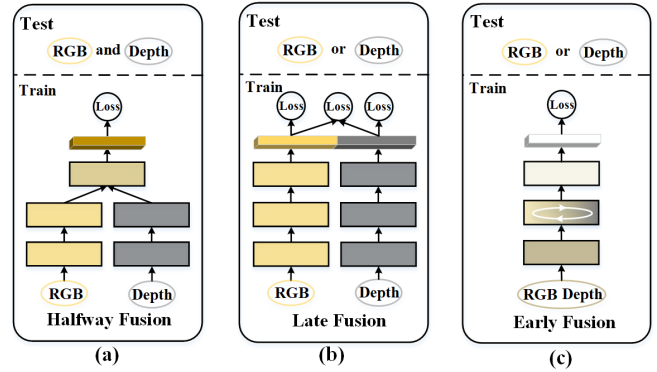 Test
RGB and Depth
Train
Loss
RGB Depth
Halfway Fusion
(a)
Test
RGB or Depth
Train
Loss Loss Loss
RGB Depth
Late Fusion
(b)
Test
RGB or Depth
Train
Loss
RGB Depth
Early Fusion
(c)